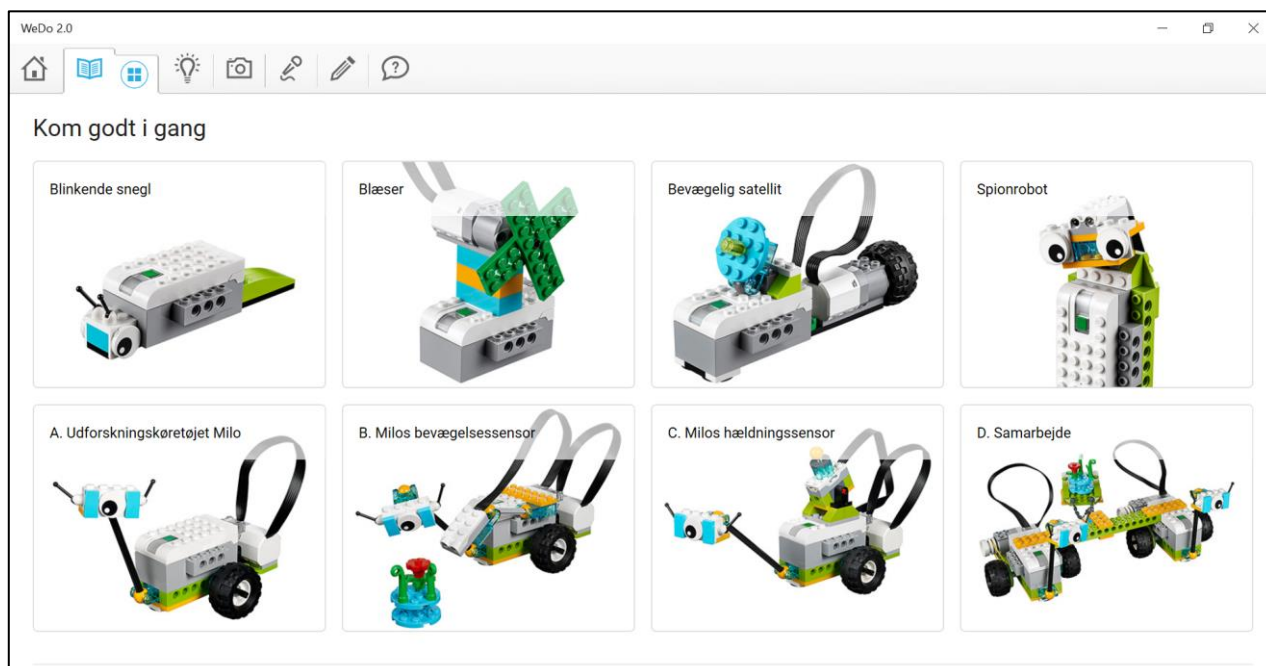 WeDo 2.0
Kom godt i gang
Blinkende snegl
Blæser
Bevægelig satellit
Spionrobot
A. Udforskningskøretøjet Milo
B. Milos bevægelsessensor
C. Milos hældningssensor
D. Samarbejde